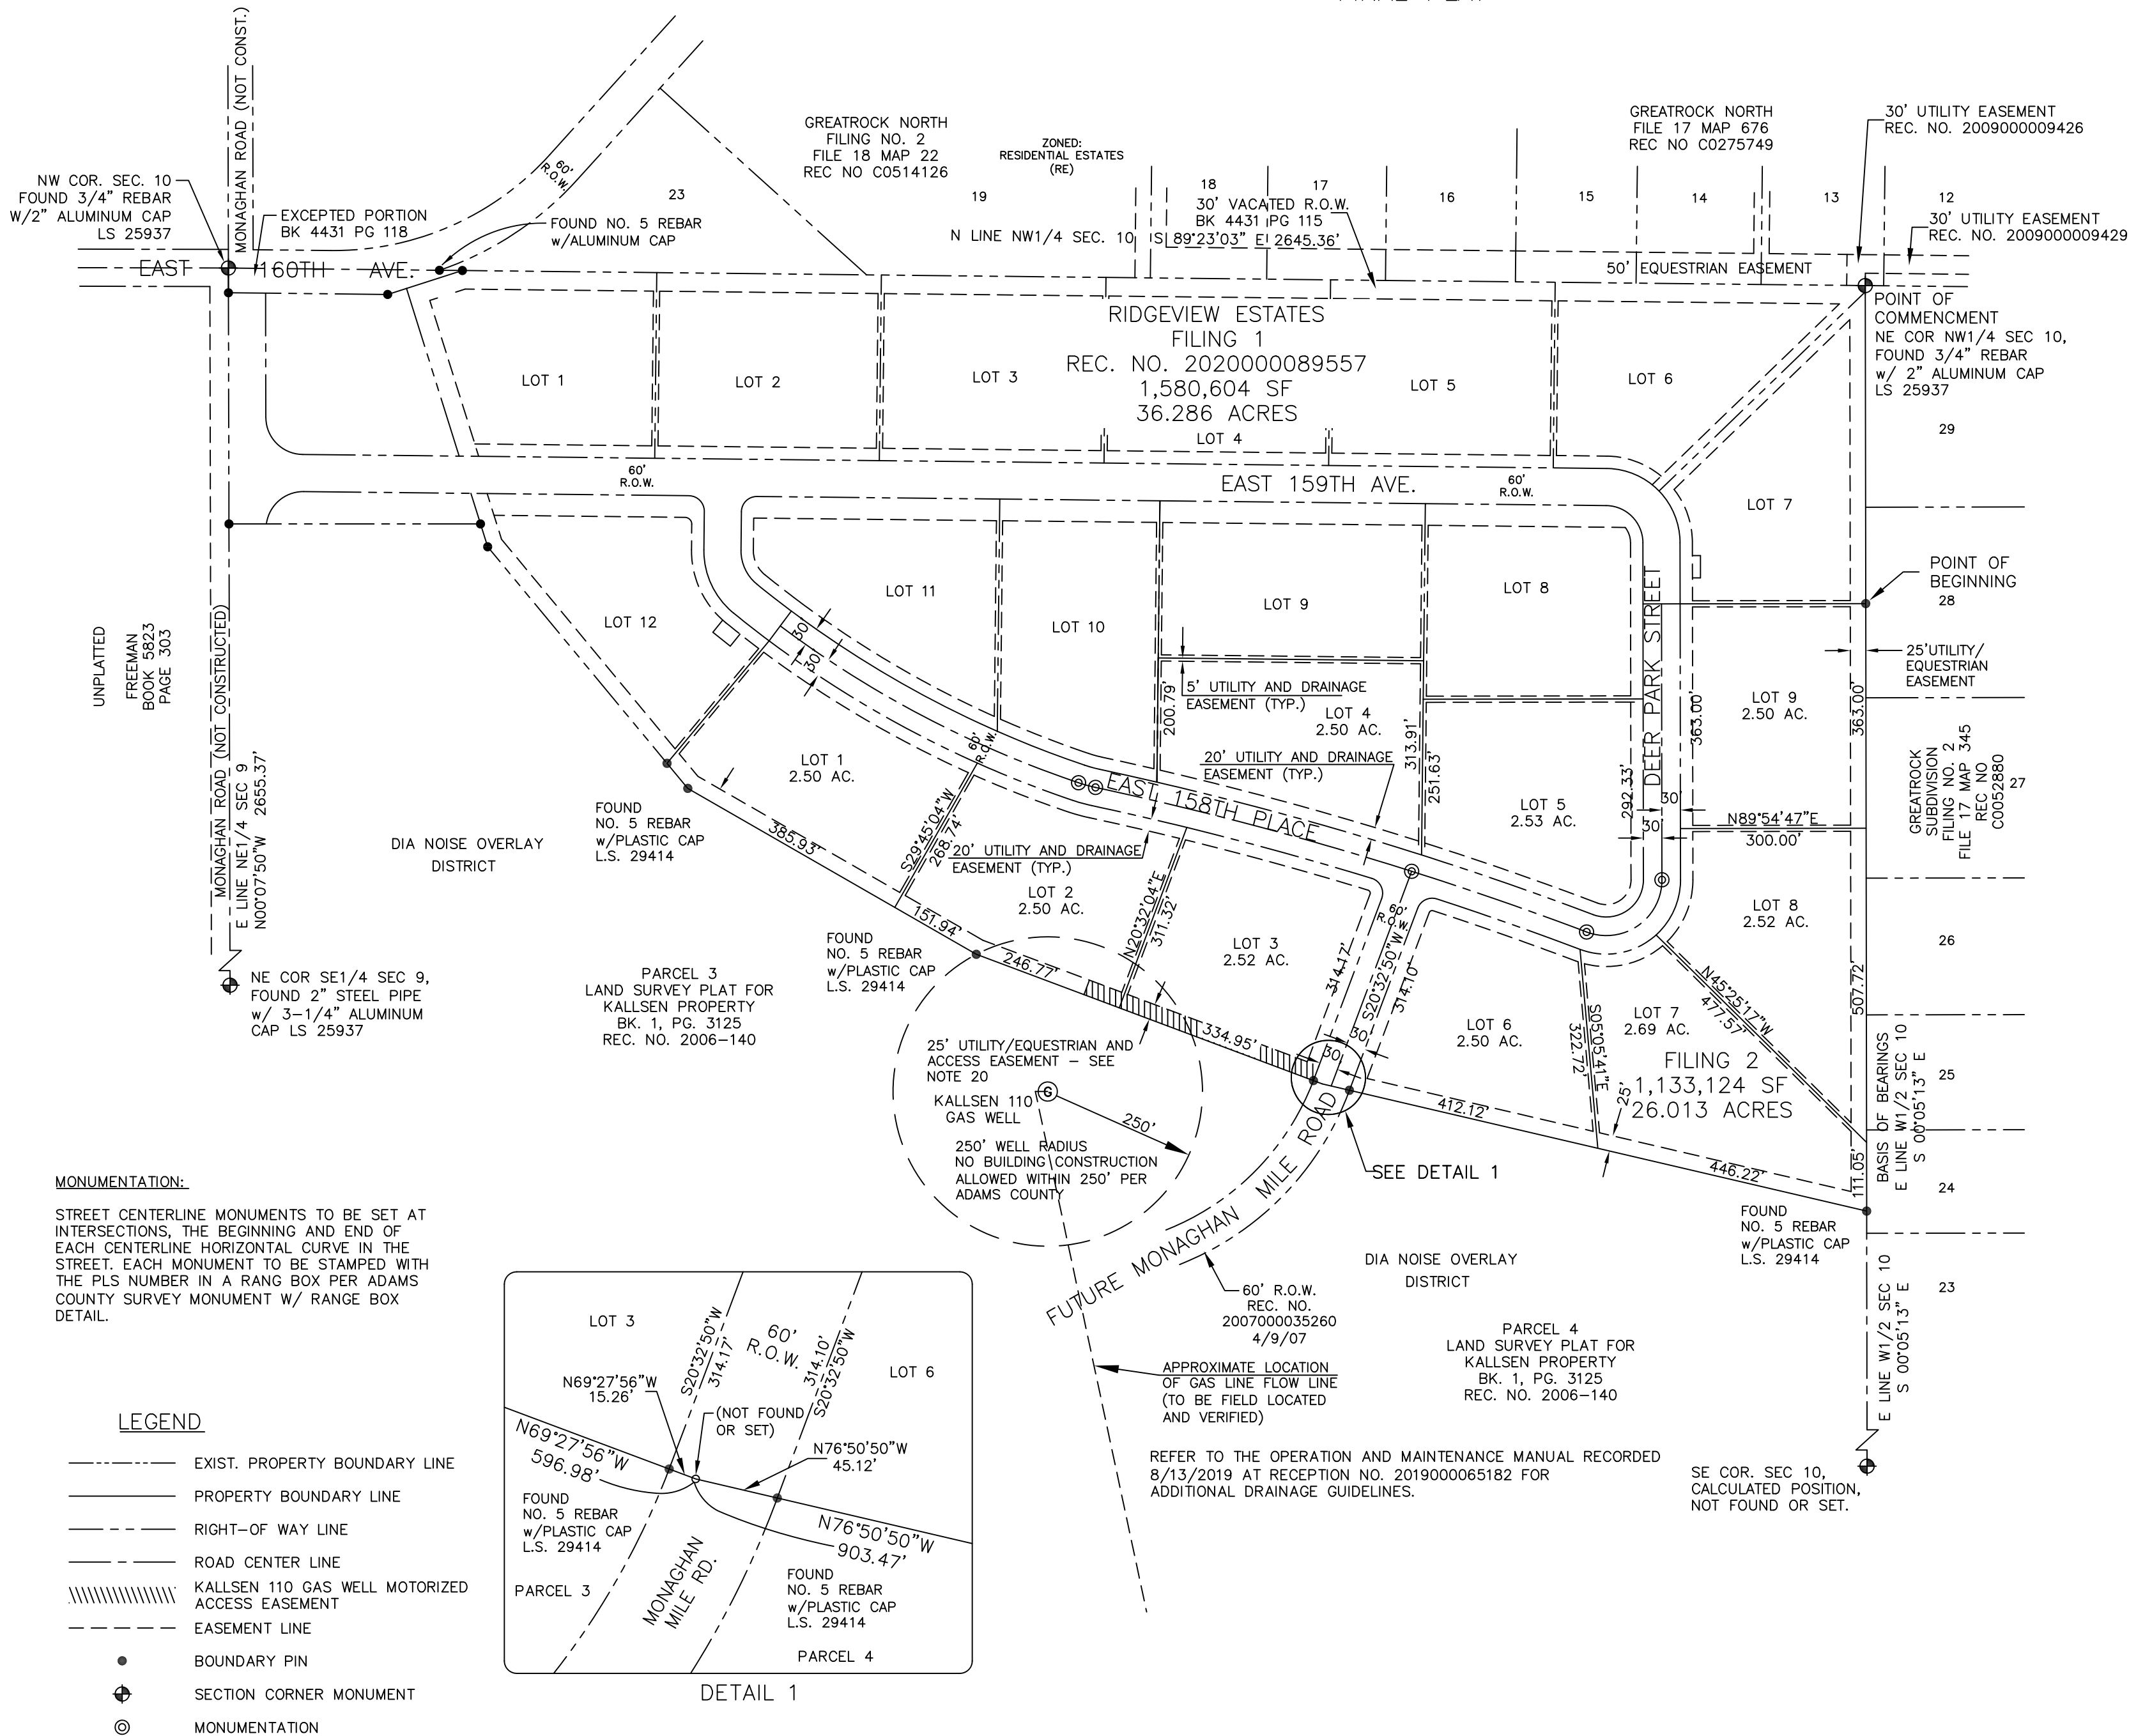 MONAGHAN ROAD (NOT CONST.)
NW COR. SEC. 10
FOUND 3/4" REBAR
W/2" ALUMINUM CAP
LS 25937
EXCEPTED PORTION
BK 4431 PG 118
EAST 160TH AVE.
60'
R.O.W.
FOUND NO. 5 REBAR
w/ALUMINUM CAP
23
GREATROCK NORTH
FILING NO. 2
FILE 18 MAP 22
REC NO C0514126
ZONED:
RESIDENTIAL ESTATES
(RE)
19
18
17
16
15
14
13
12
30' VACATED R.O.W.
BK 4431 PG 115
N LINE NW1/4 SEC. 10 S 89°23'03" E 2645.36'
GREATROCK NORTH
FILE 17 MAP 676
REC NO C0275749
30' UTILITY EASEMENT
REC. NO. 2009000009426
30' UTILITY EASEMENT
REC. NO. 2009000009429
50' EQUESTRIAN EASEMENT
POINT OF
COMMENCMENT
NE COR NW1/4 SEC 10,
FOUND 3/4" REBAR
w/ 2" ALUMINUM CAP
LS 25937
RIDGEVIEW ESTATES
FILING 1
REC. NO. 2020000089557
1,580,604 SF
36.286 ACRES
LOT 1
LOT 2
LOT 3
LOT 4
LOT 5
LOT 6
LOT 7
29
60'
R.O.W.
EAST 159TH AVE.
60'
R.O.W.
LOT 12
LOT 11
LOT 10
LOT 9
LOT 8
DEER PARK STREET
POINT OF
BEGINNING
28
25'UTILITY/
EQUESTRIAN
EASEMENT
UNPLATTED
FREEMAN
BOOK 5823
PAGE 303
MONAGHAN ROAD (NOT CONSTRUCTED)
E LINE NE1/4 SEC 9
N00°07'50"W 2655.37'
30'
30'
5' UTILITY AND DRAINAGE
EASEMENT (TYP.)
200.79'
LOT 4
2.50 AC.
313.91'
251.63'
20' UTILITY AND DRAINAGE
EASEMENT (TYP.)
LOT 5
2.53 AC.
292.33'
30'
30'
363.00'
LOT 9
2.50 AC.
363.00'
N89°54'47"E
300.00'
GREATROCK
SUBDIVISION
FILING NO. 2
FILE 17 MAP 345
REC NO
C0052880
27
LOT 8
2.52 AC.
26
507.72'
LOT 1
2.50 AC.
60'
R.O.W.
EAST 158TH PLACE
S29°45'04"W
268.74'
20' UTILITY AND DRAINAGE
EASEMENT (TYP.)
385.93'
FOUND
NO. 5 REBAR
w/PLASTIC CAP
L.S. 29414
DIA NOISE OVERLAY
DISTRICT
LOT 2
2.50 AC.
N20°32'04"E
311.32'
151.94'
FOUND
NO. 5 REBAR
w/PLASTIC CAP
L.S. 29414
246.77'
LOT 3
2.52 AC.
314.17'
60'
R.O.W.
S20°32'50"W
314.10'
30'
30'
334.95'
LOT 6
2.50 AC.
S05°05'41"E
322.72'
25'
LOT 7
2.69 AC.
N45°25'17"W
477.57'
FILING 2
1,133,124 SF
26.013 ACRES
BASIS OF BEARINGS
E LINE W1/2 SEC 10
S 00°05'13" E
25
24
23
111.05'
412.12'
446.22'
NE COR SE1/4 SEC 9,
FOUND 2" STEEL PIPE
w/ 3-1/4" ALUMINUM
CAP LS 25937
PARCEL 3
LAND SURVEY PLAT FOR
KALLSEN PROPERTY
BK. 1, PG. 3125
REC. NO. 2006-140
25' UTILITY/EQUESTRIAN AND
ACCESS EASEMENT - SEE
NOTE 20
KALLSEN 110
GAS WELL
G
250'
250' WELL RADIUS
NO BUILDING CONSTRUCTION
ALLOWED WITHIN 250' PER
ADAMS COUNTY
SEE DETAIL 1
FUTURE MONAGHAN MILE ROAD
60' R.O.W.
REC. NO.
2007000035260
4/9/07
APPROXIMATE LOCATION
OF GAS LINE FLOW LINE
(TO BE FIELD LOCATED
AND VERIFIED)
DIA NOISE OVERLAY
DISTRICT
FOUND
NO. 5 REBAR
w/PLASTIC CAP
L.S. 29414
PARCEL 4
LAND SURVEY PLAT FOR
KALLSEN PROPERTY
BK. 1, PG. 3125
REC. NO. 2006-140
E LINE W1/2 SEC 10
S 00°05'13" E
REFER TO THE OPERATION AND MAINTENANCE MANUAL RECORDED
8/13/2019 AT RECEPTION NO. 2019000065182 FOR
ADDITIONAL DRAINAGE GUIDELINES.
SE COR. SEC 10,
CALCULATED POSITION,
NOT FOUND OR SET.
MONUMENTATION:
STREET CENTERLINE MONUMENTS TO BE SET AT
INTERSECTIONS, THE BEGINNING AND END OF
EACH CENTERLINE HORIZONTAL CURVE IN THE
STREET. EACH MONUMENT TO BE STAMPED WITH
THE PLS NUMBER IN A RANG BOX PER ADAMS
COUNTY SURVEY MONUMENT W/ RANGE BOX
DETAIL.
LEGEND
EXIST. PROPERTY BOUNDARY LINE
PROPERTY BOUNDARY LINE
RIGHT-OF WAY LINE
ROAD CENTER LINE
KALLSEN 110 GAS WELL MOTORIZED
ACCESS EASEMENT
EASEMENT LINE
BOUNDARY PIN
SECTION CORNER MONUMENT
MONUMENTATION
LOT 3
S20°32'50"W
314.17'
60'
R.O.W.
314.10'
S20°32'50"W
LOT 6
N69°27'56"W
15.26'
(NOT FOUND
OR SET)
N69°27'56"W
596.98'
N76°50'50"W
45.12'
FOUND
NO. 5 REBAR
w/PLASTIC CAP
L.S. 29414
N76°50'50"W
903.47'
PARCEL 3
MONAGHAN
MILE RD.
FOUND
NO. 5 REBAR
w/PLASTIC CAP
L.S. 29414
PARCEL 4
DETAIL 1